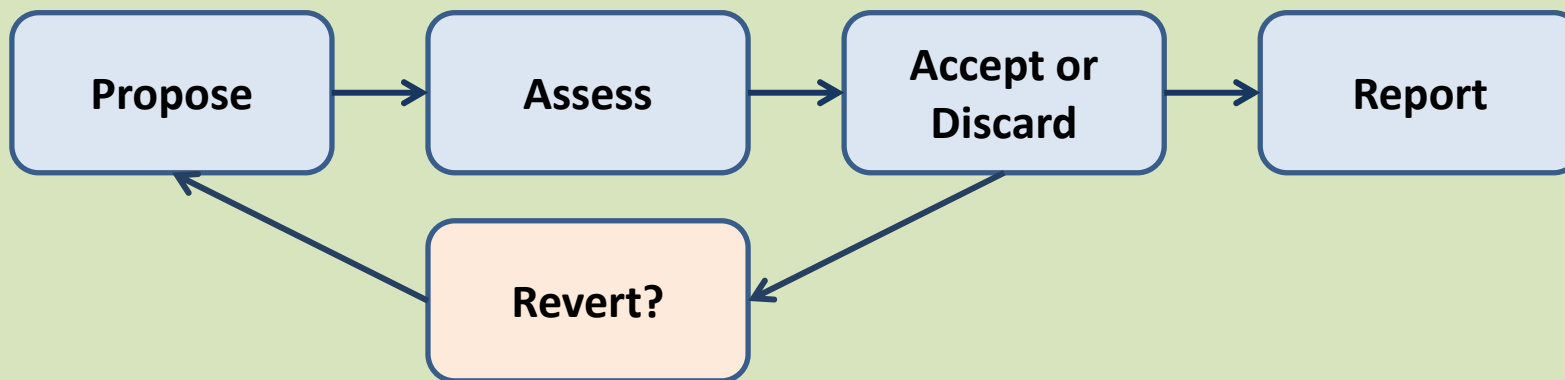 Propose
Assess
Accept or
Discard
Report
Revert?